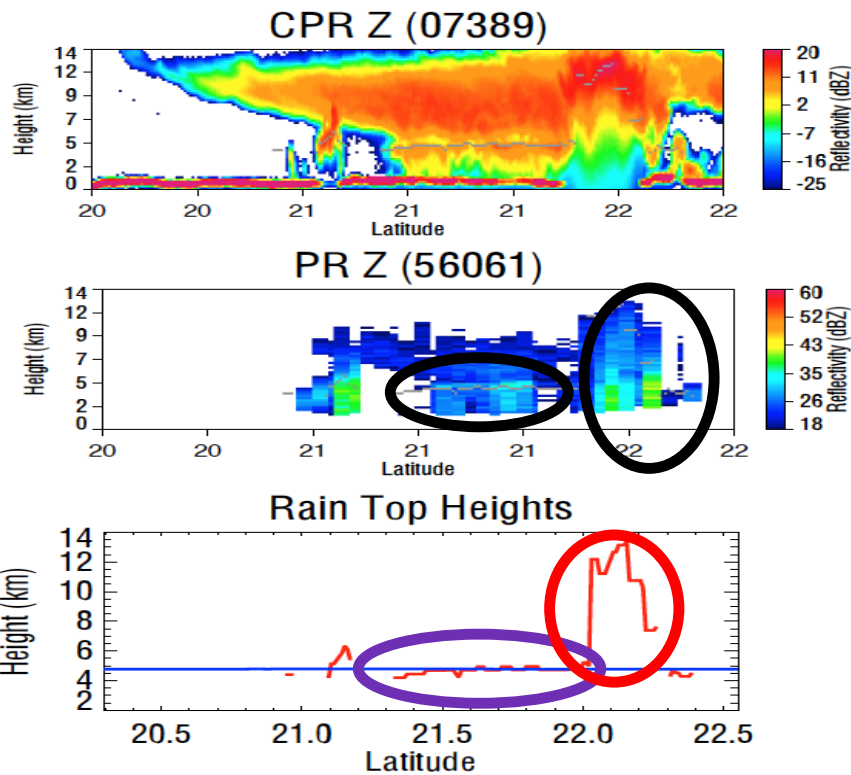 CPR Z (07389)
14
12
9
7
5
2
0
Height (km)
20 20 21 21 21 22 22
Latitude
20
11
2
-7
-16
-25
Reflectivity (dBZ)
PR Z (56061)
14
12
9
7
5
2
0
Height (km)
20 20 21 21 21 22 22
Latitude
60
52
43
35
26
18
Reflectivity (dBZ)
Rain Top Heights
14
12
10
8
6
4
2
Height (km)
20.5 21.0 21.5 22.0 22.5
Latitude